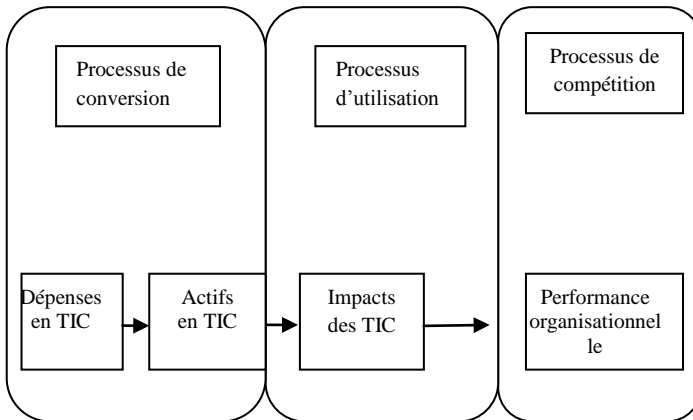 Processus de
conversion
Processus
d'utilisation
Processus de
compétition
Dépenses
en TIC
Actifs
en TIC
Impacts
des TIC
Performance
organisationnel
le